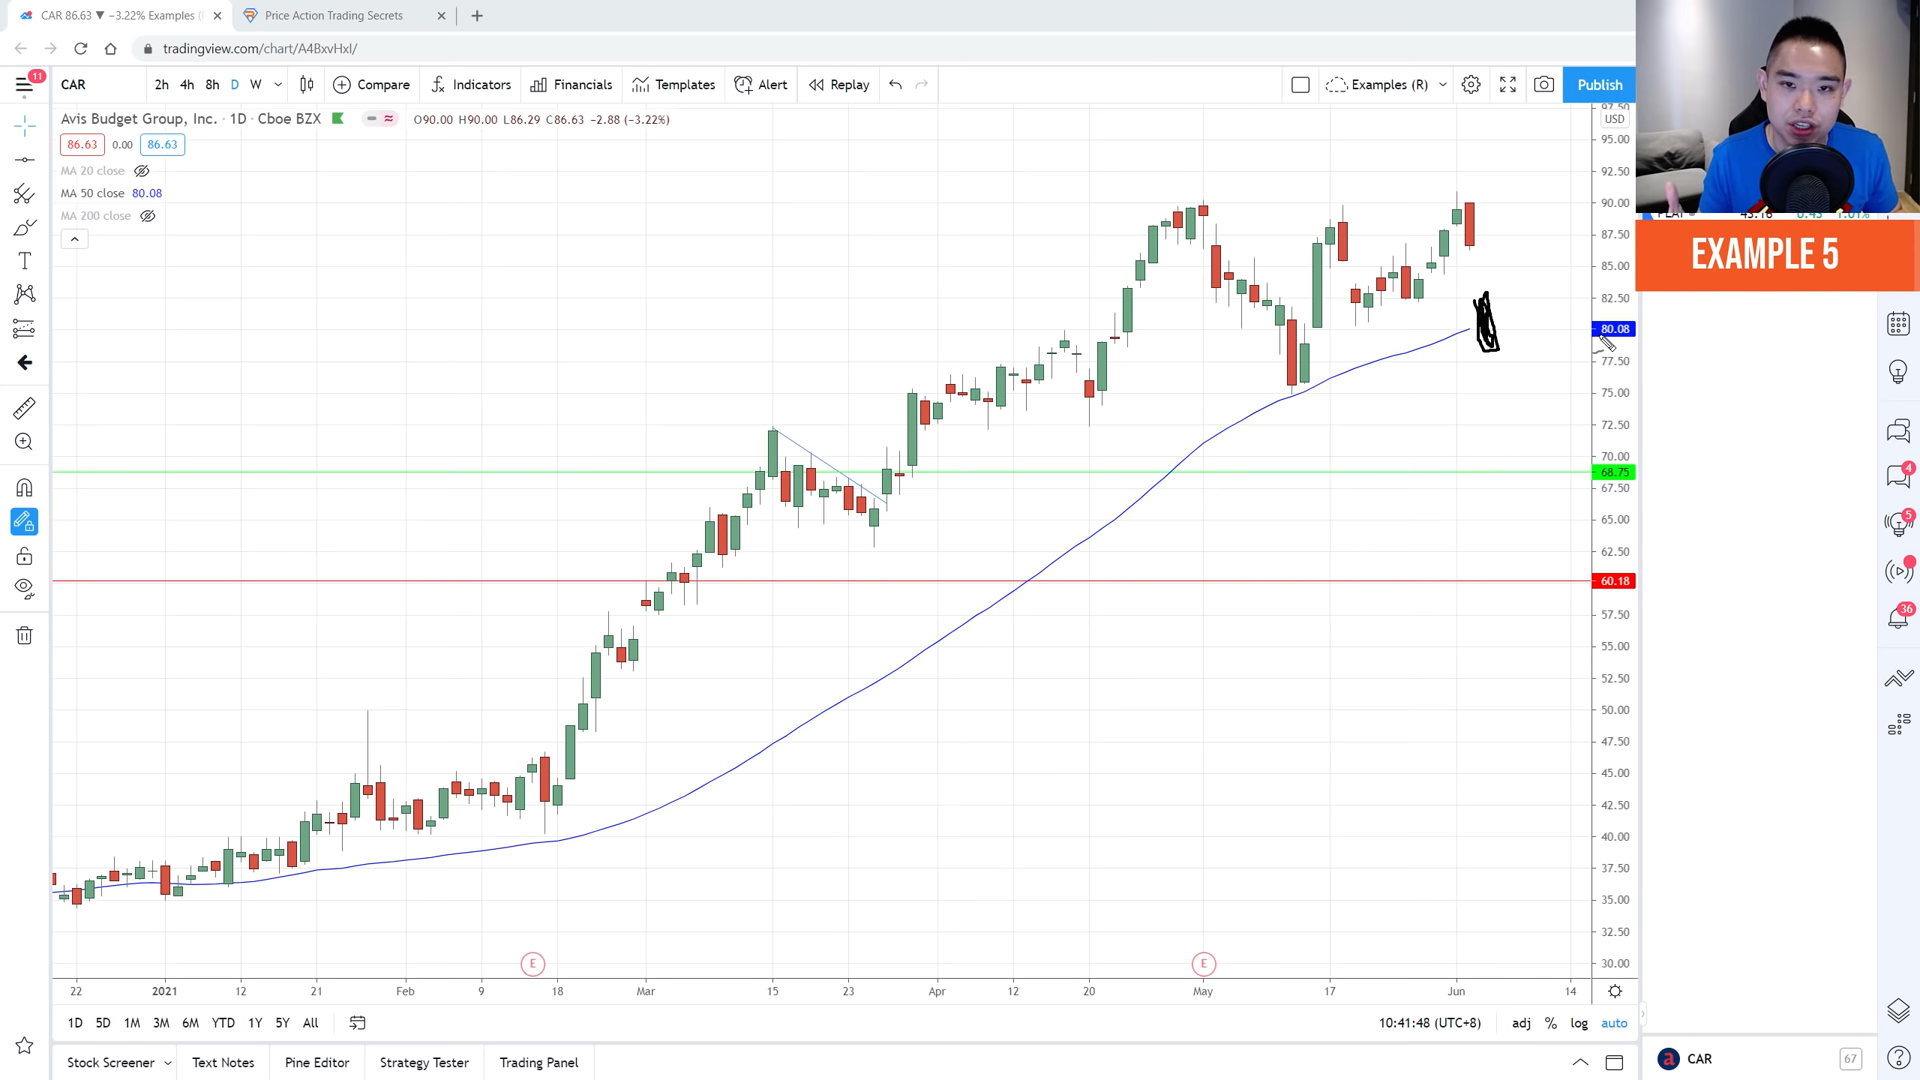 CAR 86.63 ▼ −3.22% Examples (
Price Action Trading Secrets
tradingview.com/chart/A4BxvHxI/
11
CAR
2h 4h 8h D W
Compare
Indicators
Financials
Templates
Alert
Replay
Examples (R)
Publish
Avis Budget Group, Inc. · 1D · Cboe BZX
O90.00 H90.00 L86.29 C86.63 −2.88 (−3.22%)
86.63 0.00 86.63
MA 20 close
MA 50 close 80.08
MA 200 close
USD
95.00
92.50
90.00
87.50
85.00
82.50
80.08
77.50
75.00
72.50
70.00
68.75
67.50
65.00
62.50
60.18
57.50
55.00
52.50
50.00
47.50
45.00
42.50
40.00
37.50
35.00
32.50
30.00
EXAMPLE 5
4
5
36
E E
22 2021 12 21 Feb 9 18 Mar 15 23 Apr 12 20 May 17 Jun 14
1D 5D 1M 3M 6M YTD 1Y 5Y All
10:41:48 (UTC+8) adj % log auto
Stock Screener Text Notes Pine Editor Strategy Tester Trading Panel
a CAR 67